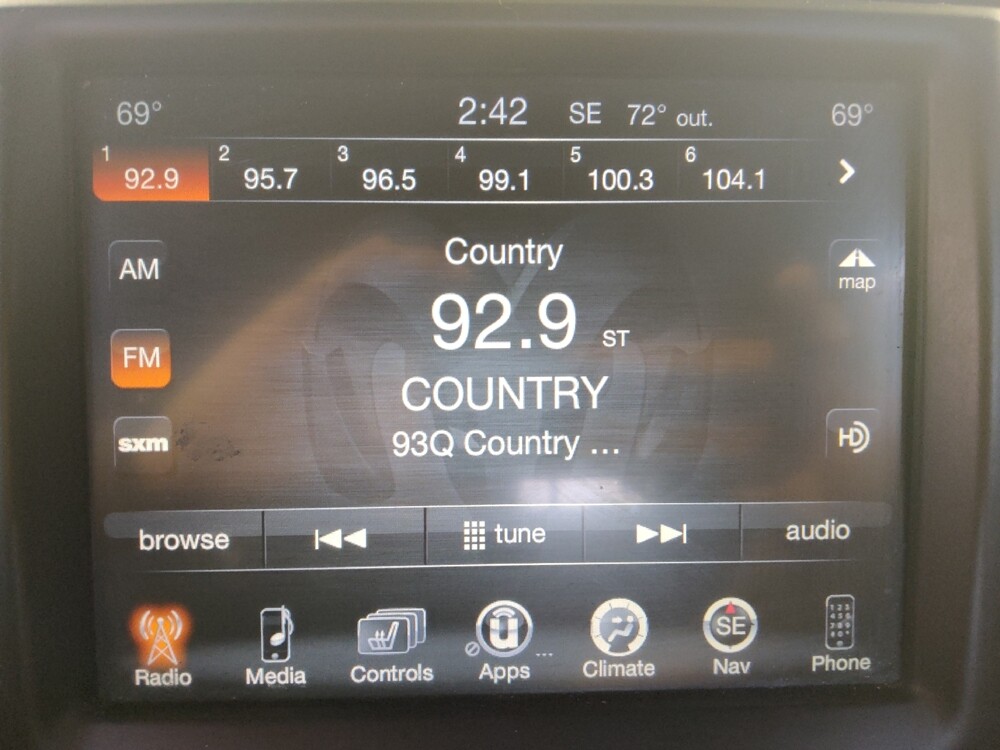 69° 2:42 SE 72° out. 69°
1 92.9 2 95.7 3 96.5 4 99.1 5 100.3 6 104.1
Country
AM
map
92.9 ST
FM
COUNTRY
sxm
93Q Country ...
HD
browse tune audio
SE
Radio Media Controls Apps ... Climate Nav Phone